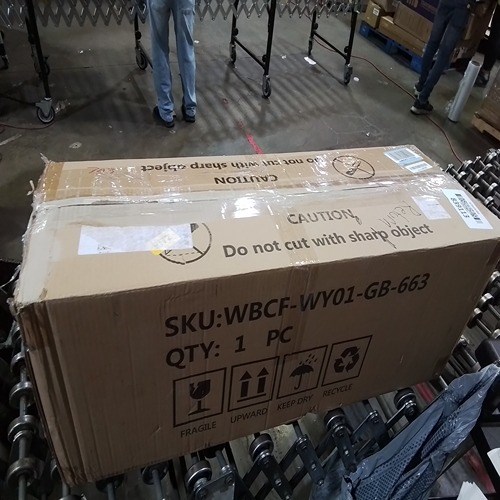 Do not cut with sharp object
CAUTION
CAUTION
Do not cut with sharp object
SKU:WBCF-WY01-GB-663
QTY: 1 PC
FRAGILE
UPWARD
KEEP DRY
RECYCLE